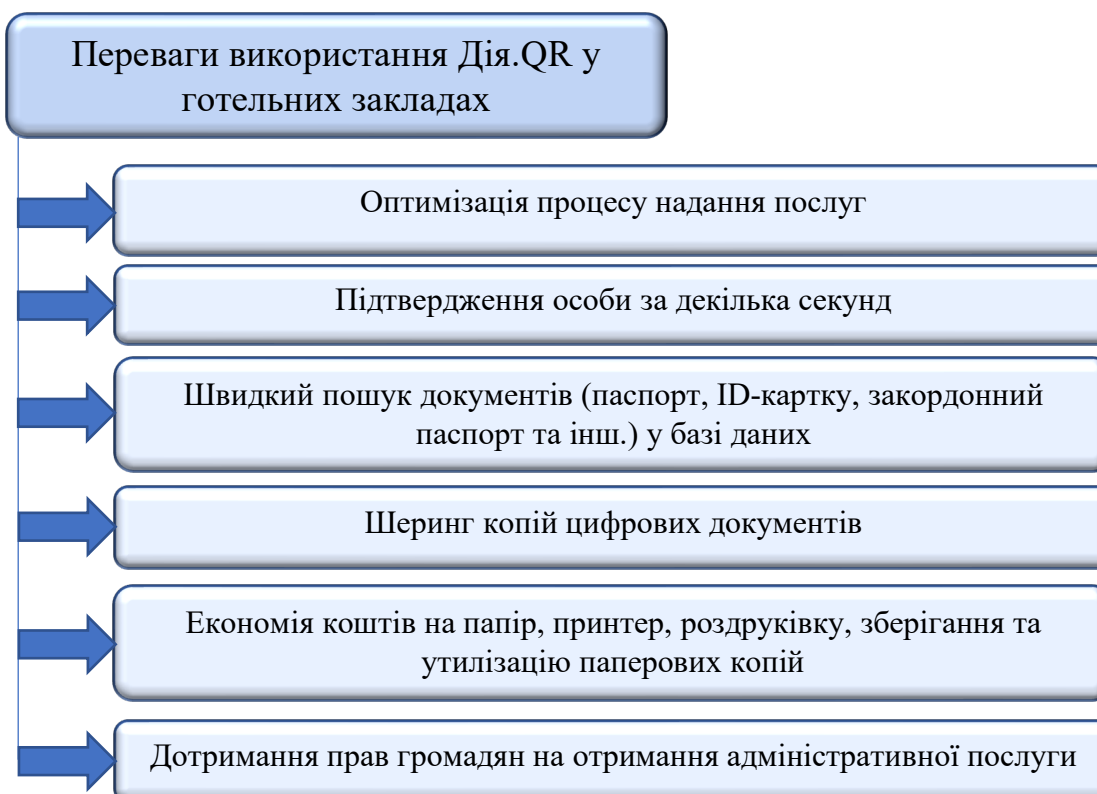 Переваги використання Дія.QR у
готельних закладах
Оптимізація процесу надання послуг
Підтвердження особи за декілька секунд
Швидкий пошук документів (паспорт, ID-картку, закордонний
паспорт та інш.) у базі даних
Шеринг копій цифрових документів
Економія коштів на папір, принтер, роздруківку, зберігання та
утилізацію паперових копій
Дотримання прав громадян на отримання адміністративної послуги